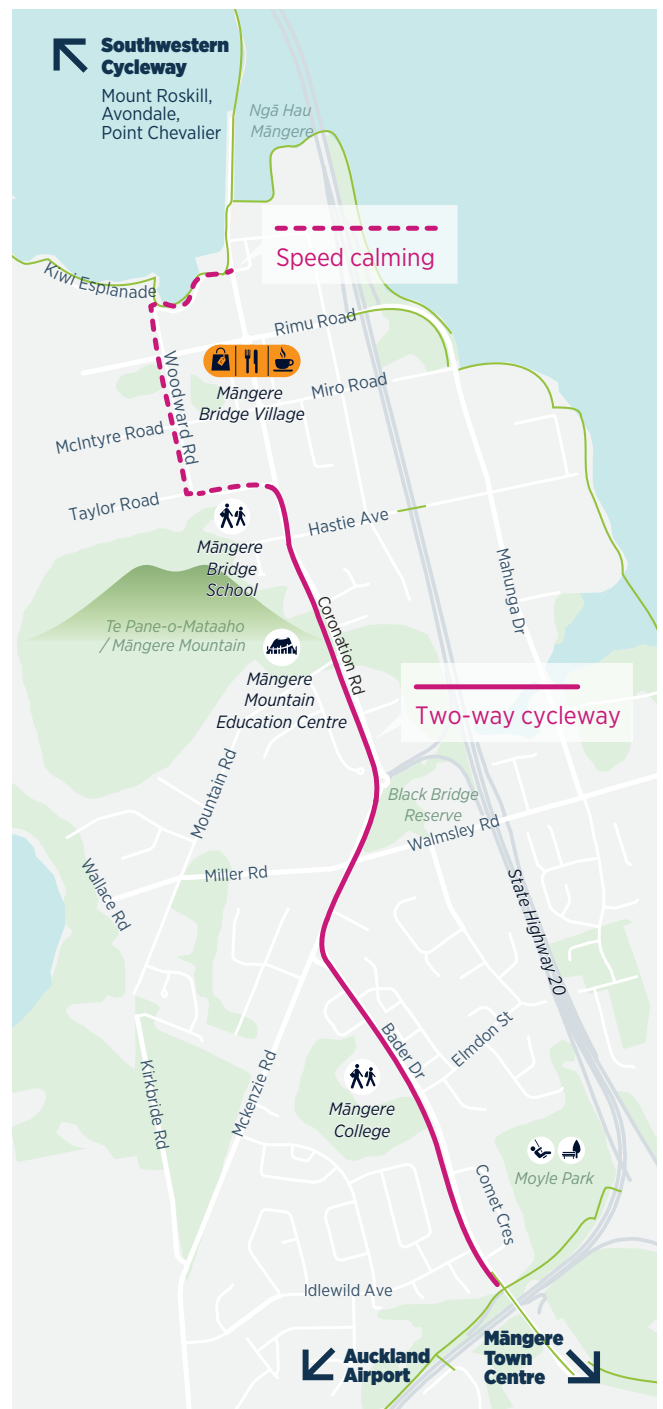 Southwestern
Cycleway
Mount Roskill,
Avondale,
Point Chevalier
Ngā Hau
Māngere
Speed calming
Kiwi Esplanade
Rimu Road
Woodward Rd
Māngere
Bridge Village
Miro Road
McIntyre Road
Taylor Road
Hastie Ave
Māngere
Bridge
School
Mahunga Dr
Coronation Rd
Te Pane-o-Mataaho
/ Māngere Mountain
Māngere
Mountain
Education Centre
Two-way cycleway
Mountain Rd
Black Bridge
Reserve
Walmsley Rd
Miller Rd
Wallace Rd
State Highway 20
Bader Dr
Elmdon St
Kirkbride Rd
Mckenzie Rd
Māngere
College
Moyle Park
Comet Cres
Idlewild Ave
Auckland
Airport
Māngere
Town
Centre